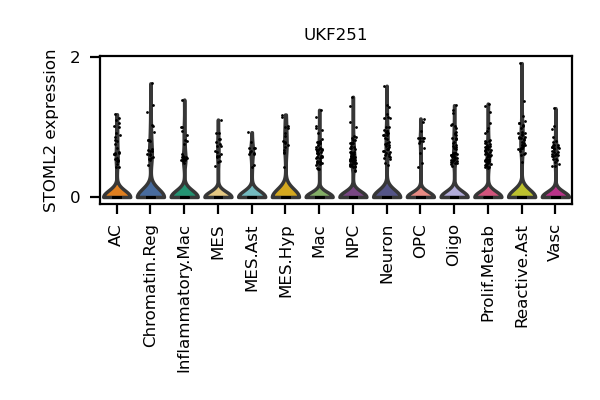 UKF251
STOML2 expression
2
0
AC
Chromatin.Reg
Inflammatory.Mac
MES
MES.Ast
MES.Hyp
Mac
NPC
Neuron
OPC
Oligo
Prolif.Metab
Reactive.Ast
Vasc